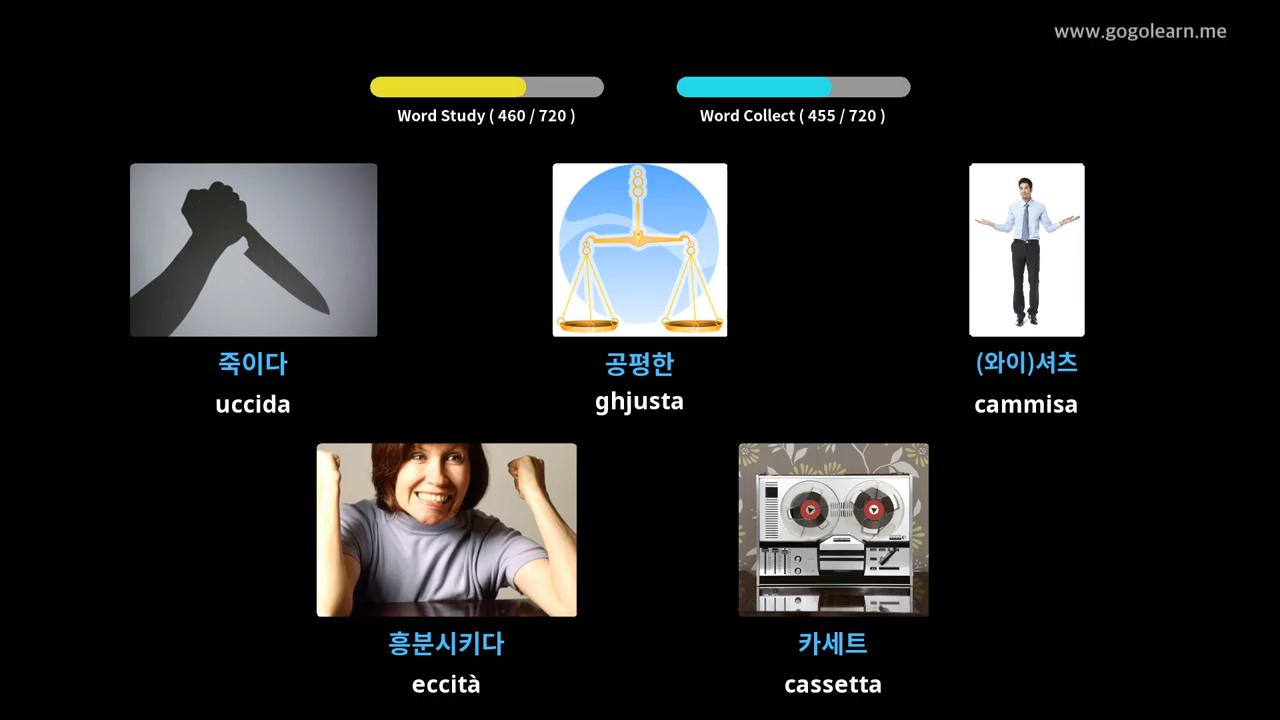 www.gogolearn.me
Word Study ( 460 / 720 )
Word Collect ( 455 / 720 )
죽이다
공평한
(와이)셔츠
uccida
ghjusta
cammisa
흥분시키다
카세트
eccità
cassetta